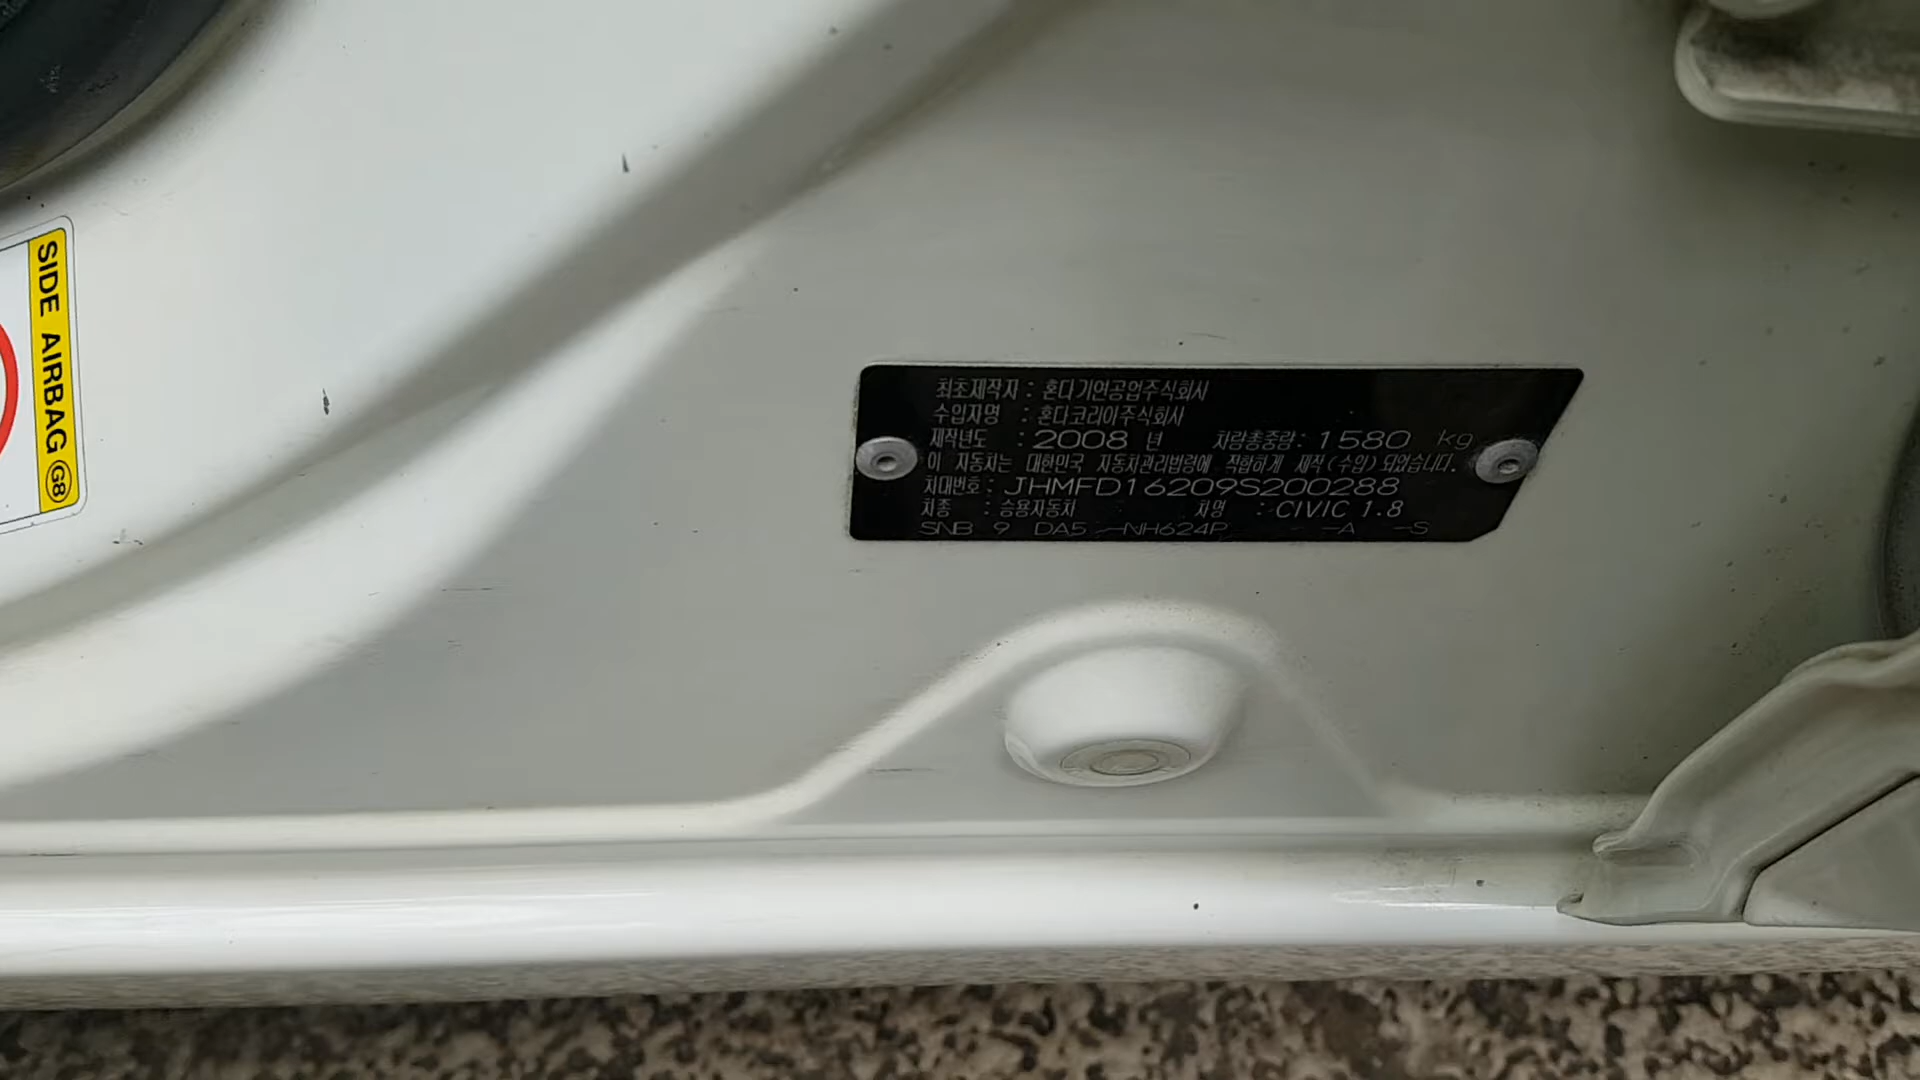 SIDE AIRBAG G8
최초제작자 : 혼다기연공업주식회사
수입자명 : 혼다코리아주식회사
제작년도 : 2008 년 차량총중량 : 1580 kg
이 자동차는 대한민국 자동차관리법령에 적합하게 제작(수입) 되었습니다.
차대번호 : JHMFD16209S200288
차종 : 승용자동차 차명 : CIVIC 1.8
SNB 9 DA5 -NH624P -A -S